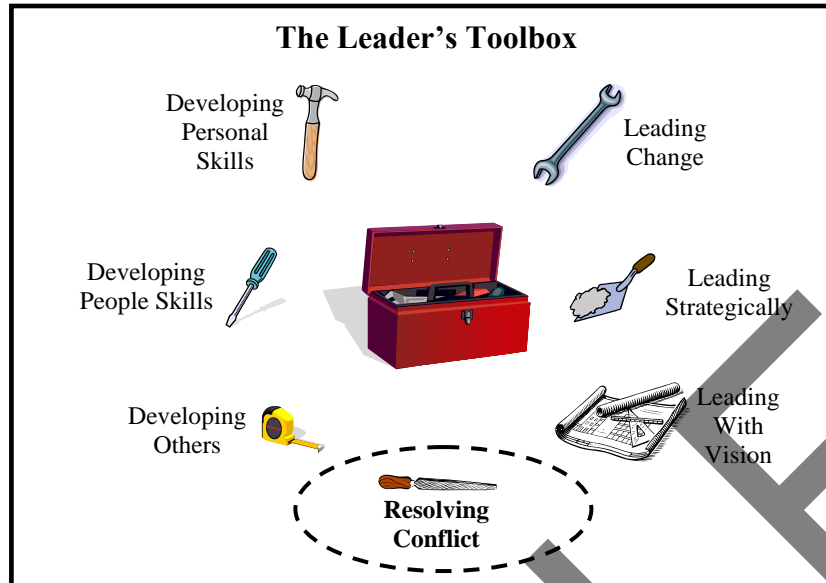 The Leader’s Toolbox
Developing
Personal
Skills
Leading
Change
Developing
People Skills
Leading
Strategically
Developing
Others
Leading
With
Vision
Resolving
Conflict